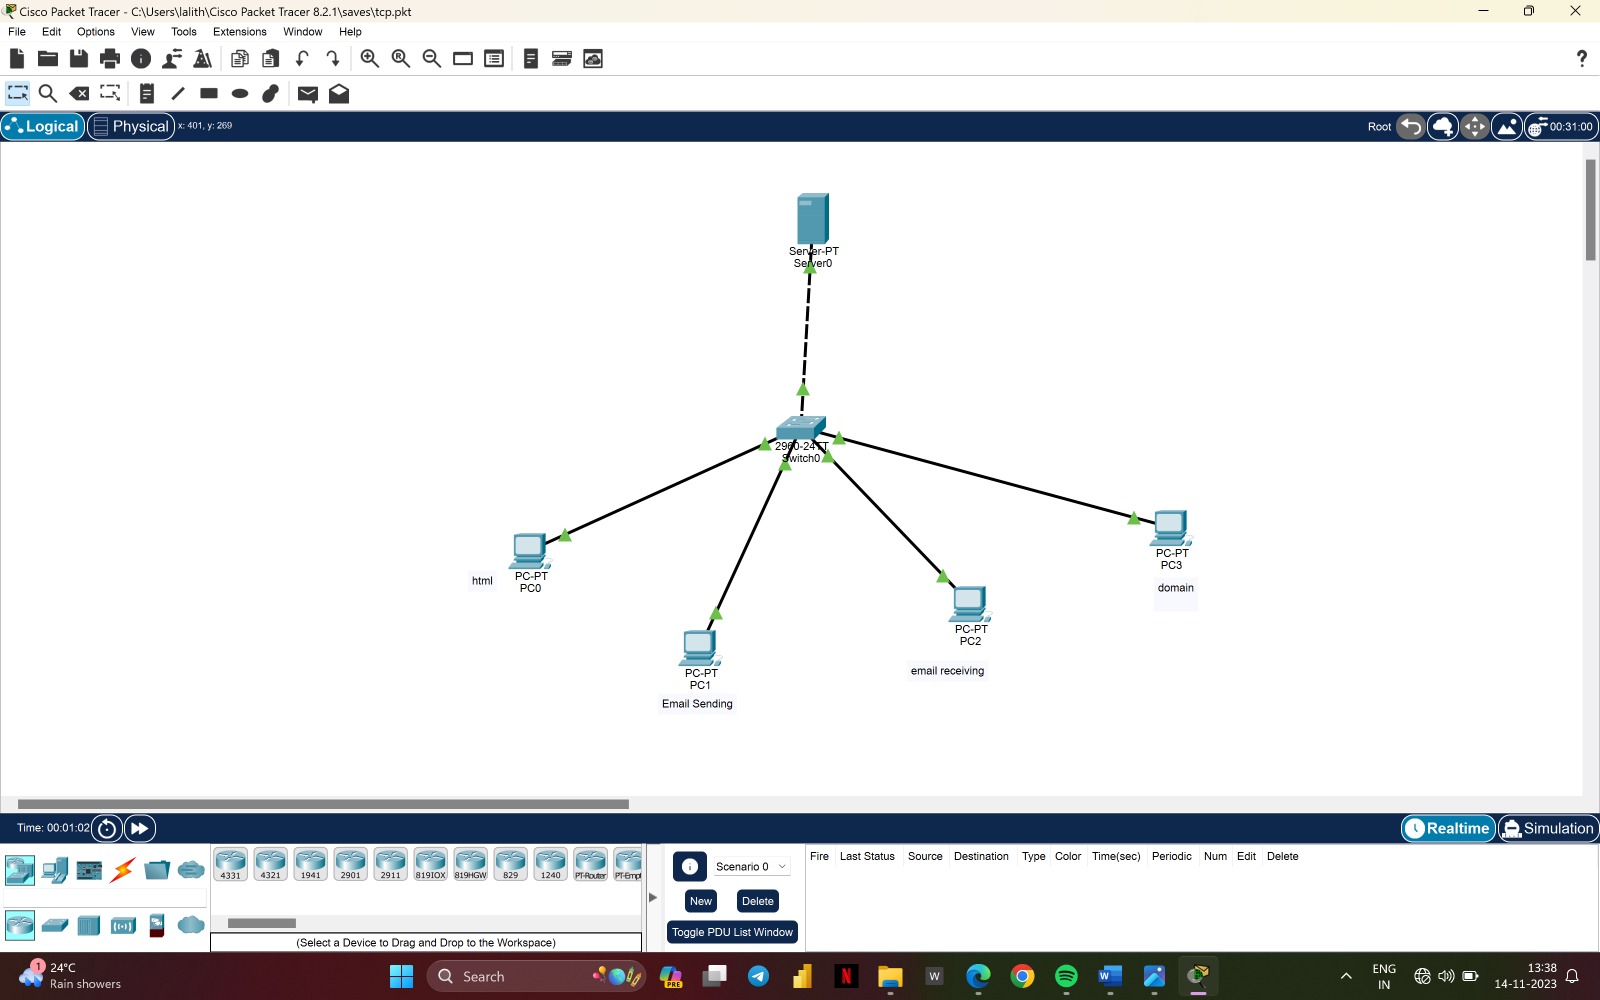 Cisco Packet Tracer - C:\Users\lalith\Cisco Packet Tracer 8.2.1\saves\tcp.pkt
File Edit Options View Tools Extensions Window Help
?
Logical Physical x: 401, y: 269 Root 00:31:00
Server-PT
Server0
2960-24TT
Switch0
PC-PT
PC3
domain
PC-PT
PC0
html
PC-PT
PC2
email receiving
PC-PT
PC1
Email Sending
Time: 00:01:02 Realtime Simulation
4331 4321 1941 2901 2911 819IOX 819HGW 829 1240 PT-Router PT-Empt
(Select a Device to Drag and Drop to the Workspace)
Scenario 0
New Delete
Toggle PDU List Window
Fire Last Status Source Destination Type Color Time(sec) Periodic Num Edit Delete
1
24°C
Rain showers
Search
PRE
N
W
W
ENG
IN
13:38
14-11-2023